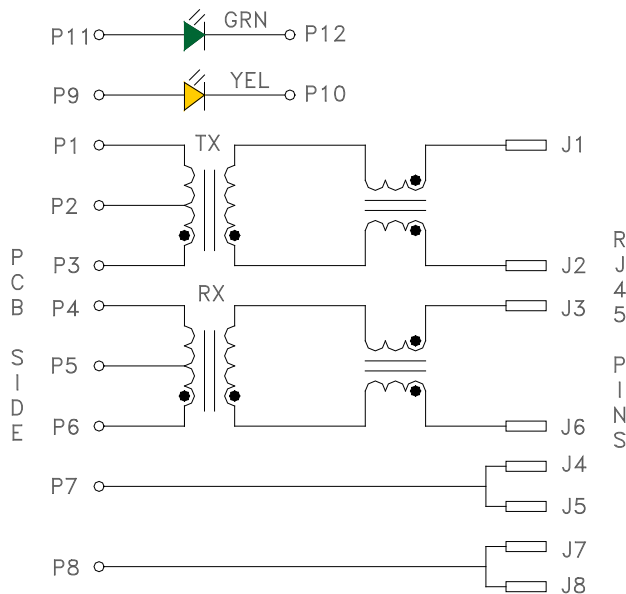 P11 GRN P12
P9 YEL P10
P1 TX J1
P2
P3 J2
RX
P4 J3
P5
P6 J6
P7 J4
J5
P8 J7
J8
PCB SIDE
RJ45 PINS